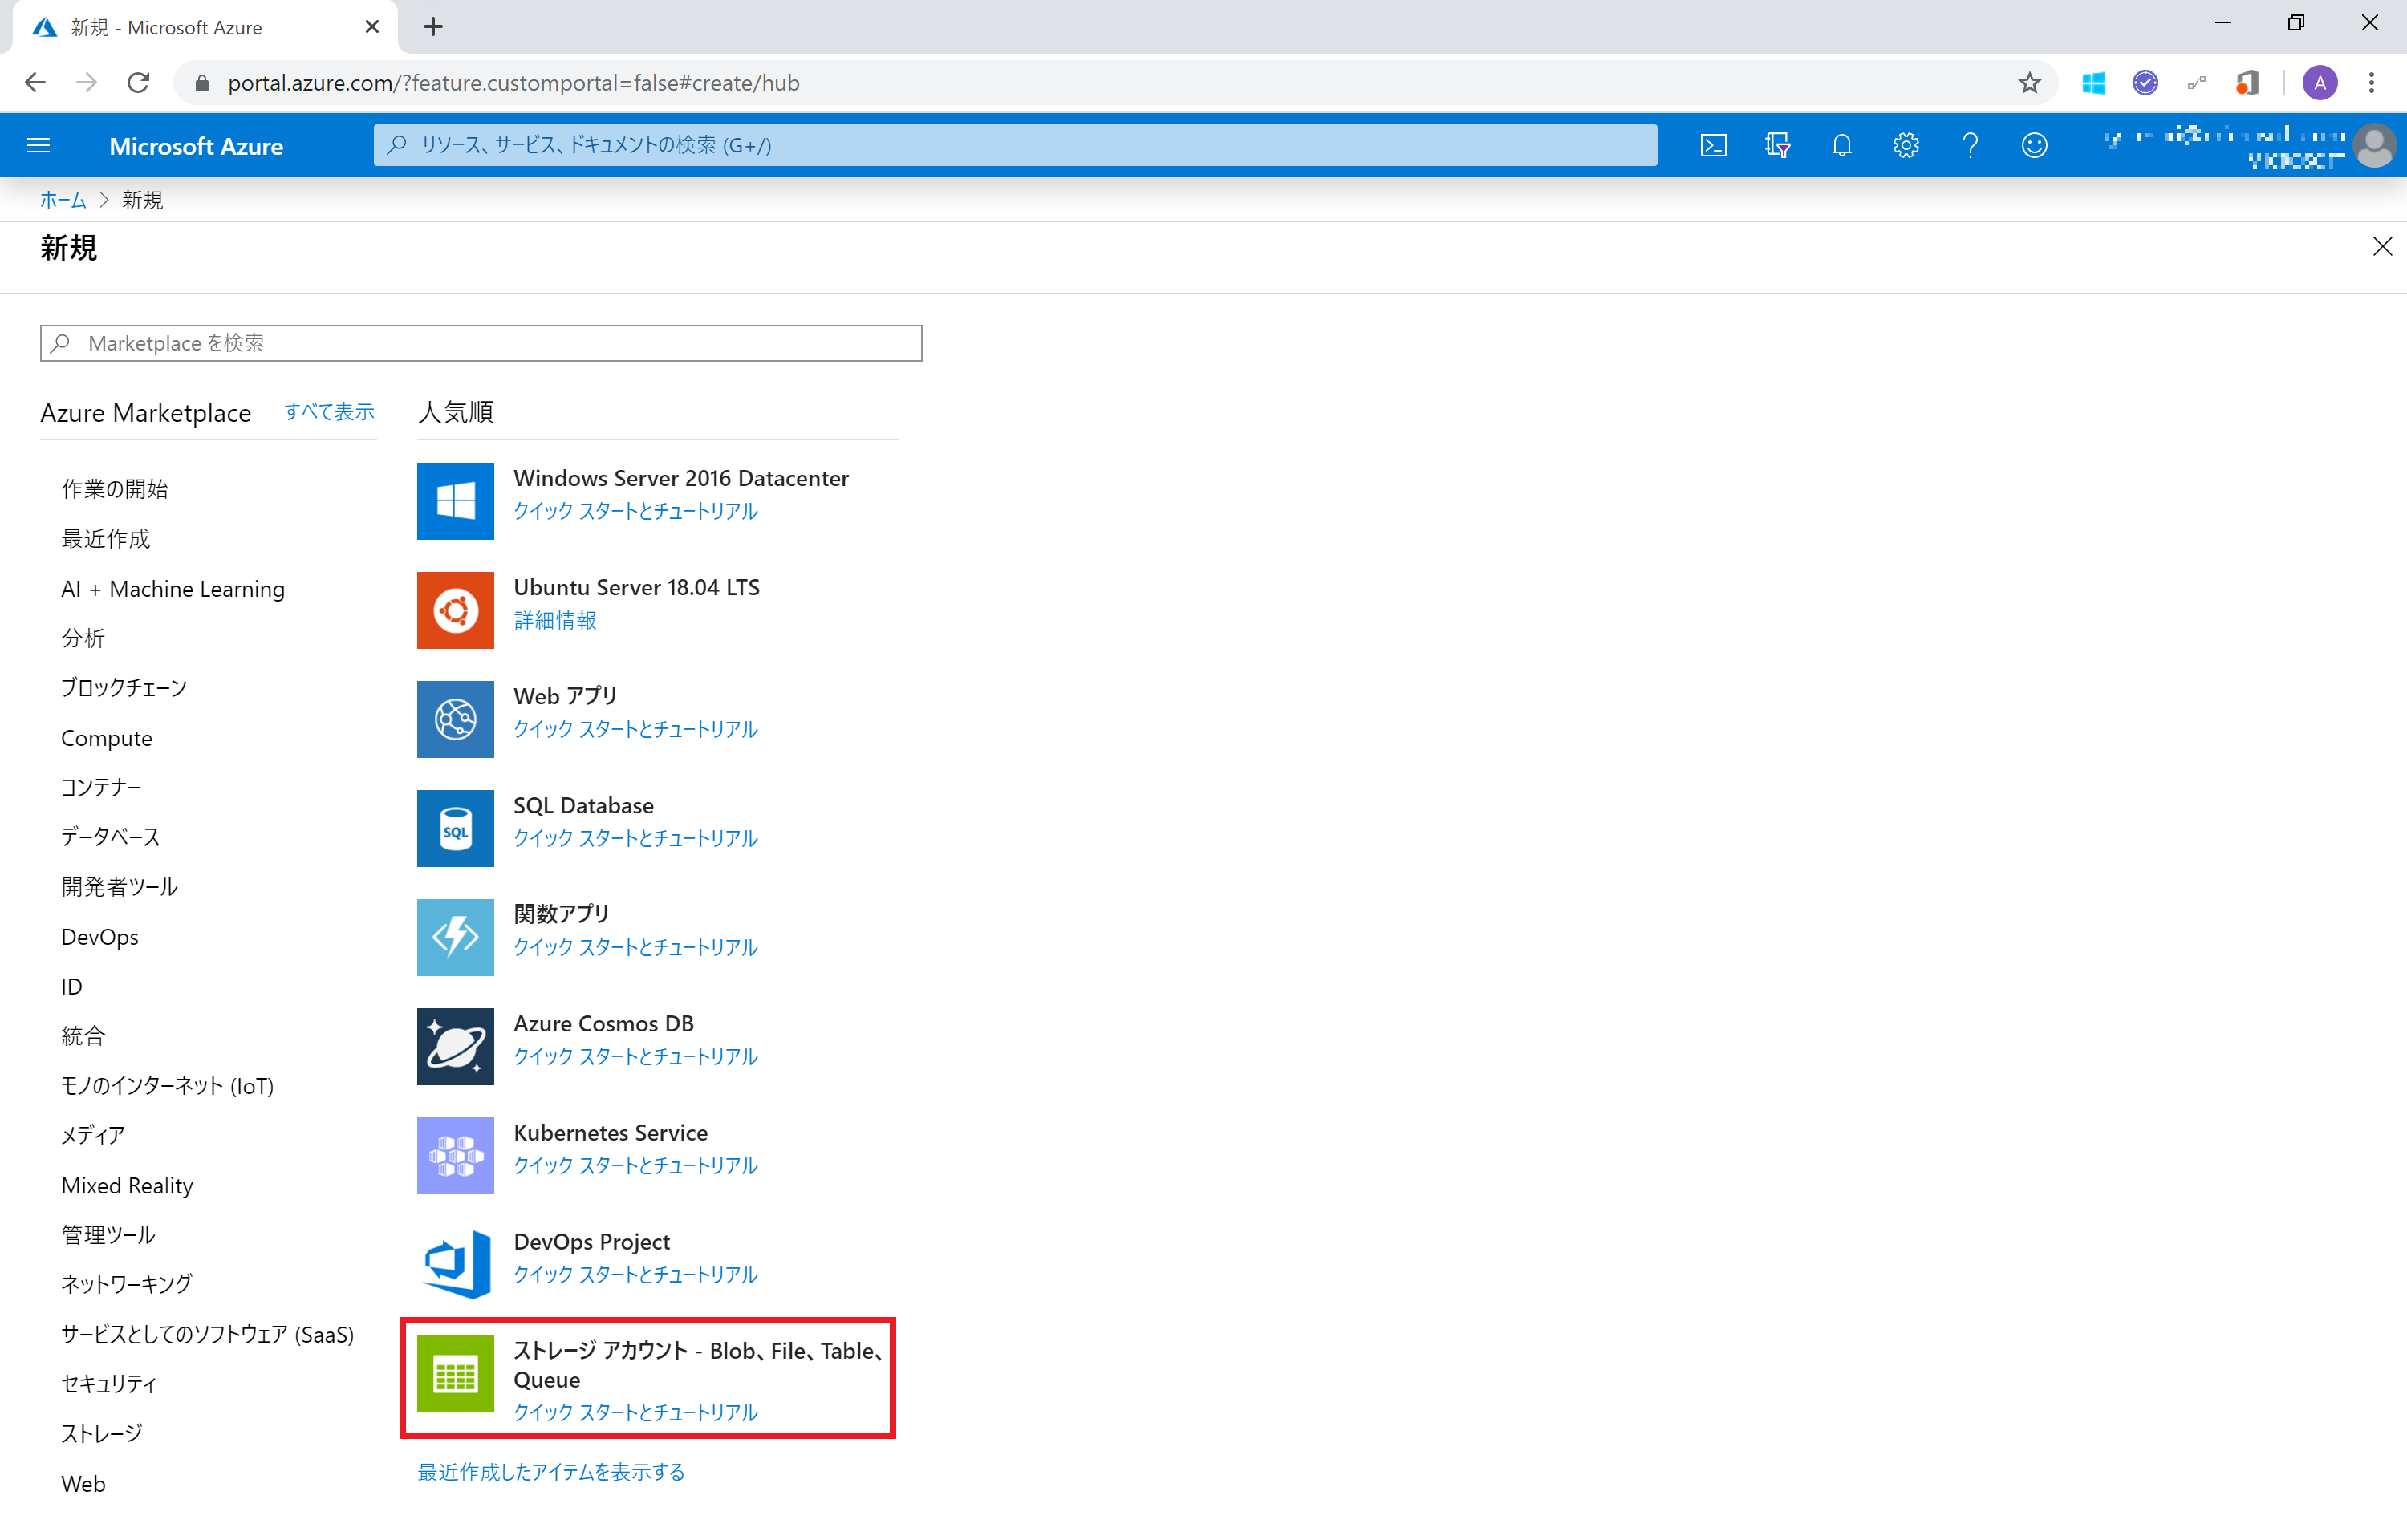 新規 - Microsoft Azure
portal.azure.com/?feature.customportal=false#create/hub
A
Microsoft Azure
リソース、サービス、ドキュメントの検索 (G+/)
ホーム > 新規
新規
Marketplace を検索
Azure Marketplace すべて表示
作業の開始
最近作成
AI + Machine Learning
分析
ブロックチェーン
Compute
コンテナー
データベース
開発者ツール
DevOps
ID
統合
モノのインターネット (IoT)
メディア
Mixed Reality
管理ツール
ネットワーキング
サービスとしてのソフトウェア (SaaS)
セキュリティ
ストレージ
Web
人気順
Windows Server 2016 Datacenter
クイック スタートとチュートリアル
Ubuntu Server 18.04 LTS
詳細情報
Web アプリ
クイック スタートとチュートリアル
SQL
SQL Database
クイック スタートとチュートリアル
関数アプリ
クイック スタートとチュートリアル
Azure Cosmos DB
クイック スタートとチュートリアル
Kubernetes Service
クイック スタートとチュートリアル
DevOps Project
クイック スタートとチュートリアル
ストレージ アカウント - Blob、File、Table、
Queue
クイック スタートとチュートリアル
最近作成したアイテムを表示する